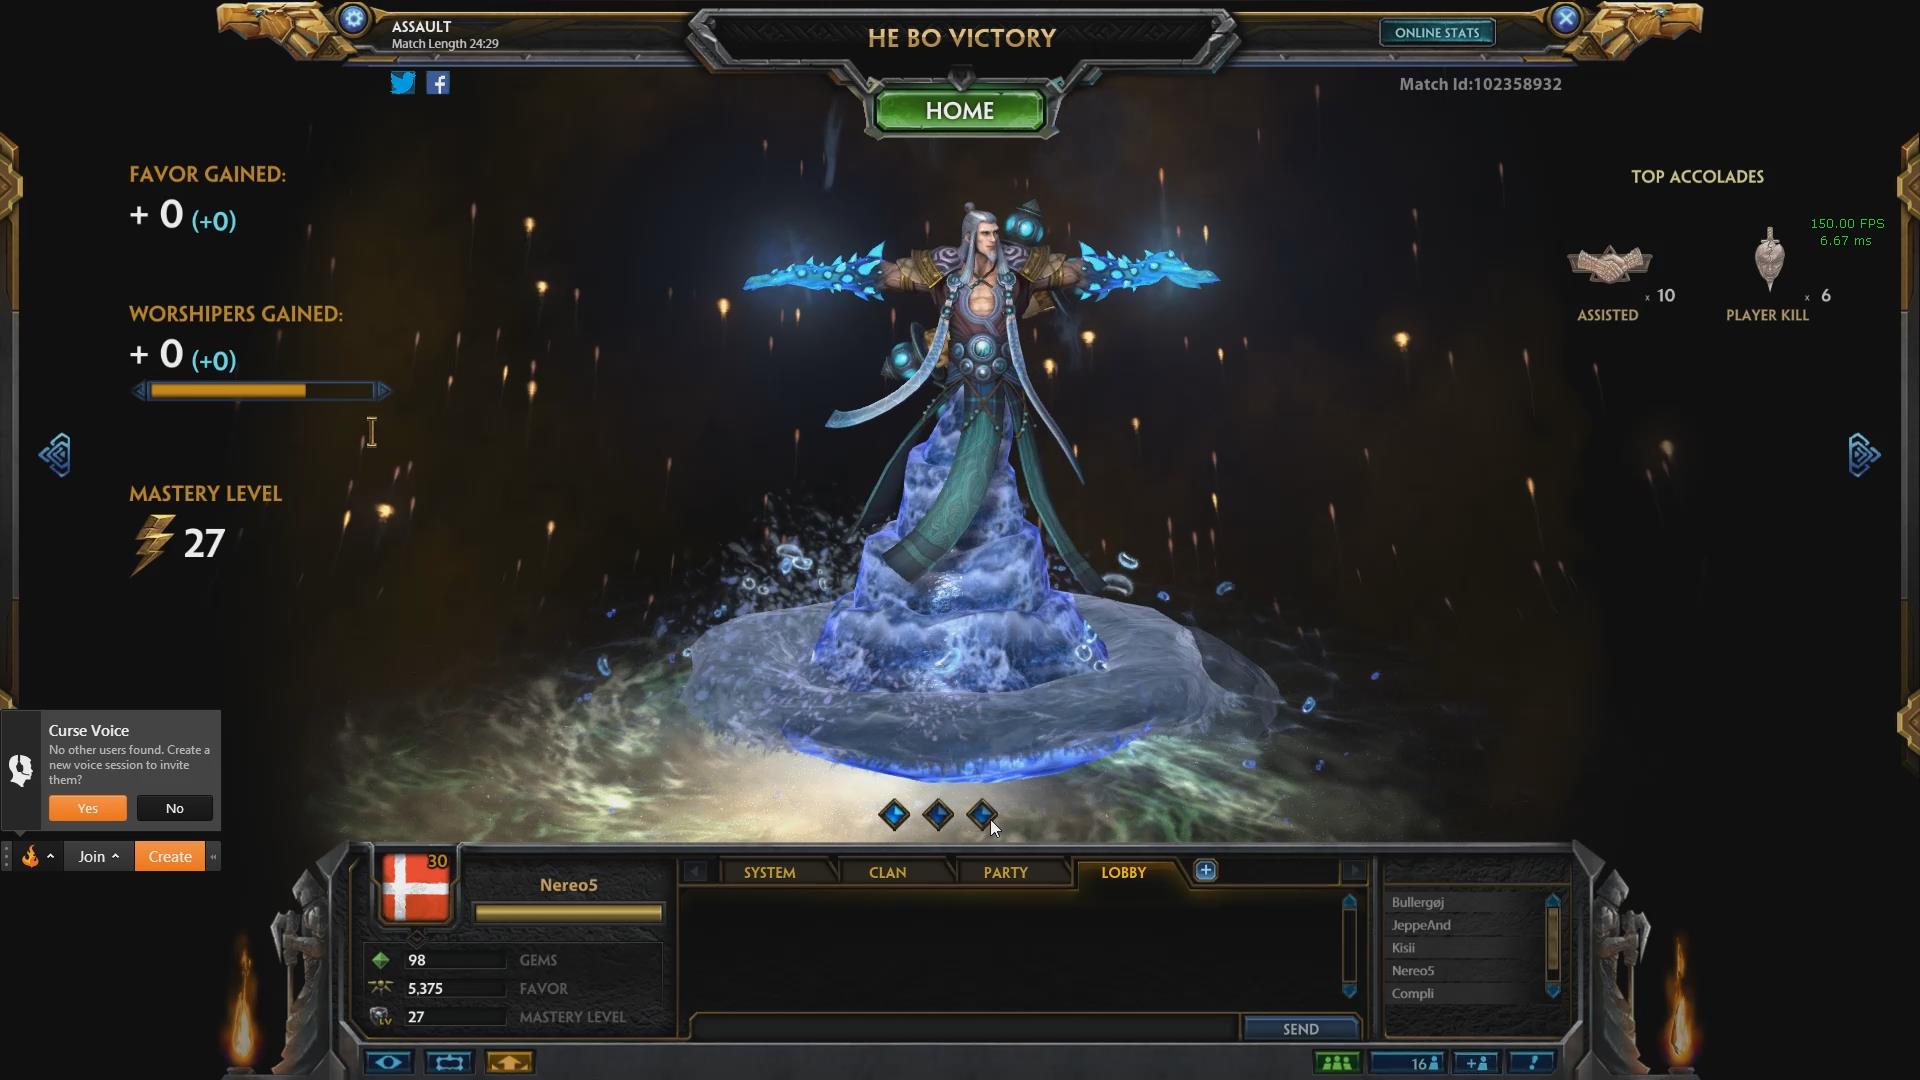 ASSAULT
Match Length 24:29
HE BO VICTORY
ONLINE STATS
Match Id:102358932
HOME
FAVOR GAINED:
+ 0 (+0)
WORSHIPERS GAINED:
+ 0 (+0)
MASTERY LEVEL
27
TOP ACCOLADES
150.00 FPS
6.67 ms
x 10
ASSISTED
x 6
PLAYER KILL
Curse Voice
No other users found. Create a
new voice session to invite
them?
Yes
No
Join
Create
30
Nereo5
98 GEMS
5,375 FAVOR
LV
27 MASTERY LEVEL
SYSTEM
CLAN
PARTY
LOBBY
SEND
Bullergøj
JeppeAnd
Kisii
Nereo5
Compli
16